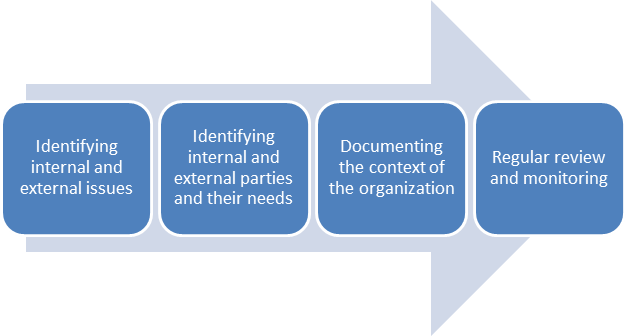 Identifying
internal and
external issues
Identifying
internal and
external parties
and their needs
Documenting
the context of
the organization
Regular review
and monitoring